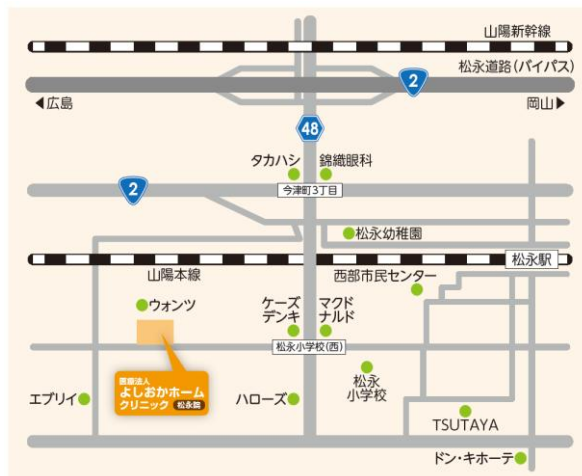 山陽新幹線
松永道路(バイパス)
2
◀広島
岡山▶
48
タカハシ
錦織眼科
2
今津町3丁目
松永幼稚園
松永駅
山陽本線
西部市民センター
ウォンツ
ケーズ
デンキ
マクド
ナルド
松永小学校(西)
医療法人
よしおかホーム
クリニック 松永院
エブリイ
ハローズ
松永
小学校
TSUTAYA
ドン・キホーテ